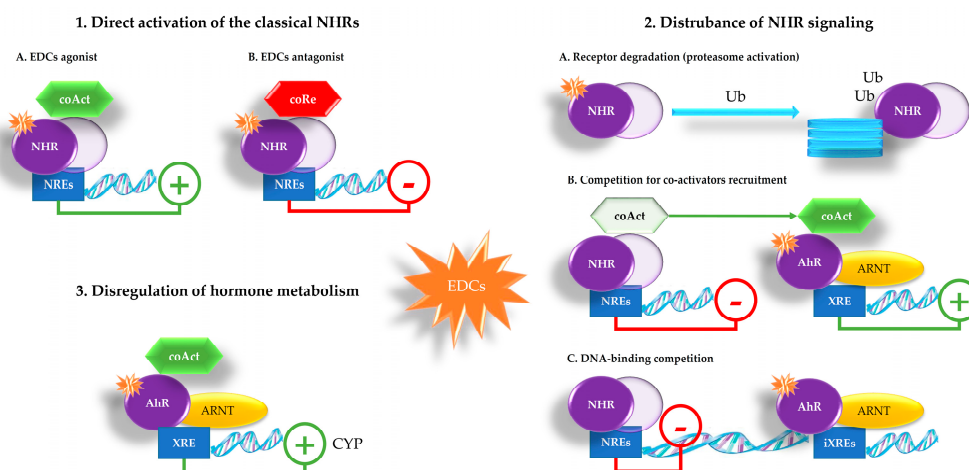 1. Direct activation of the classical NHRs
A. EDCs agonist
B. EDCs antagonist
coAct
coRe
NHR
NHR
NREs
+
NREs
-
2. Distrubance of NHR signaling
A. Receptor degradation (proteasome activation)
NHR
Ub
Ub
Ub
NHR
B. Competition for co-activators recruitment
coAct
coAct
NHR
AhR
ARNT
NREs
-
XRE
+
C. DNA-binding competition
NHR
-
AhR
ARNT
NREs
iXREs
EDCs
3. Disregulation of hormone metabolism
coAct
AhR
ARNT
XRE
+
CYP